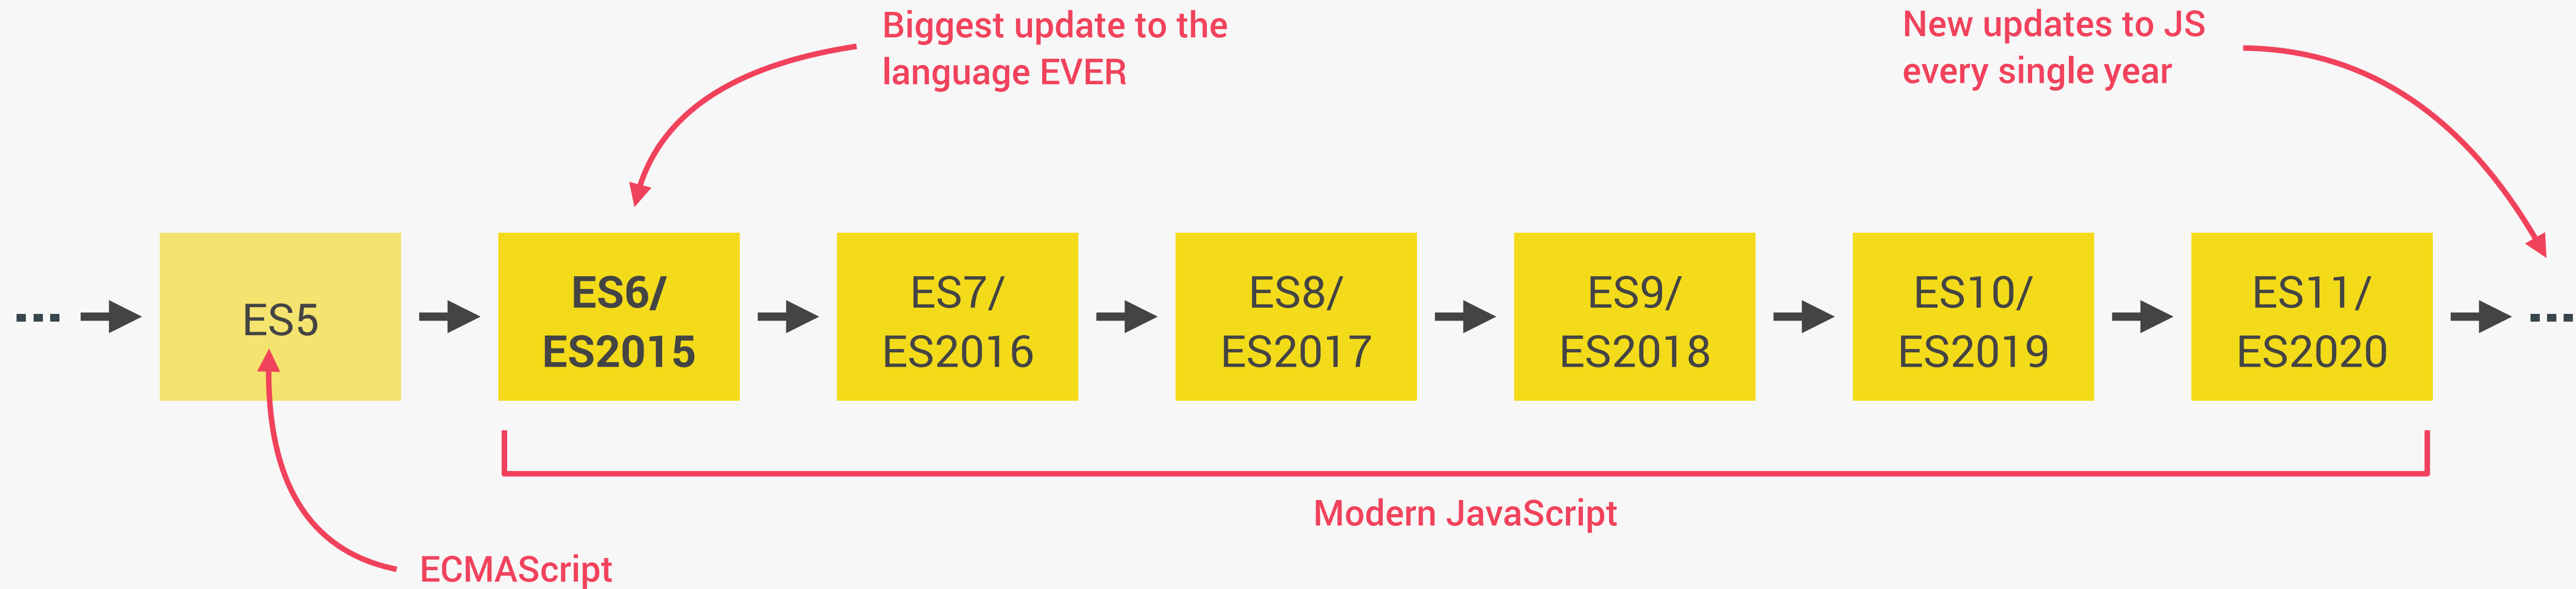 Biggest update to the
language EVER
New updates to JS
every single year
ES5
ES6/
ES2015
ES7/
ES2016
ES8/
ES2017
ES9/
ES2018
ES10/
ES2019
ES11/
ES2020
Modern JavaScript
ECMAScript